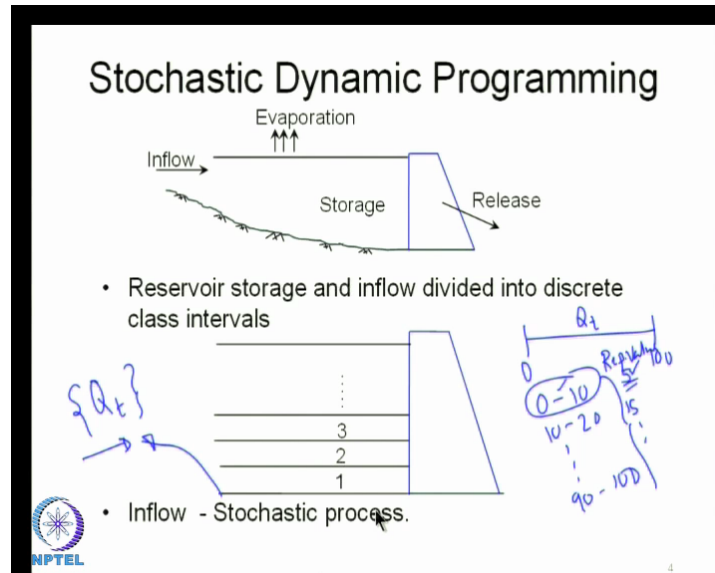 Stochastic Dynamic Programming
Evaporation
Inflow
Storage
Release
• Reservoir storage and inflow divided into discrete
class intervals
Qt
0
100
0-10
5
10-20
15
90-100
{Qt}
3
2
1
• Inflow - Stochastic process.
NPTEL
4